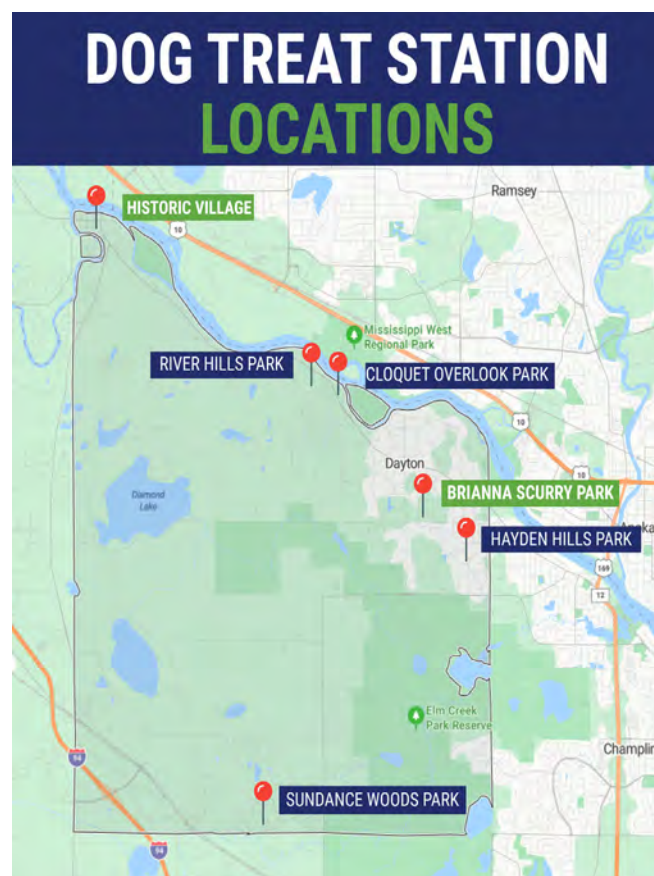 DOG TREAT STATION
LOCATIONS
Ramsey
HISTORIC VILLAGE
10
Mississippi West
Regional Park
RIVER HILLS PARK
CLOQUET OVERLOOK PARK
10
Dayton
10
BRIANNA SCURRY PARK
Diamond
Lake
HAYDEN HILLS PARK
169
12
Elm Creek
Park Reserve
94
SUNDANCE WOODS PARK
94